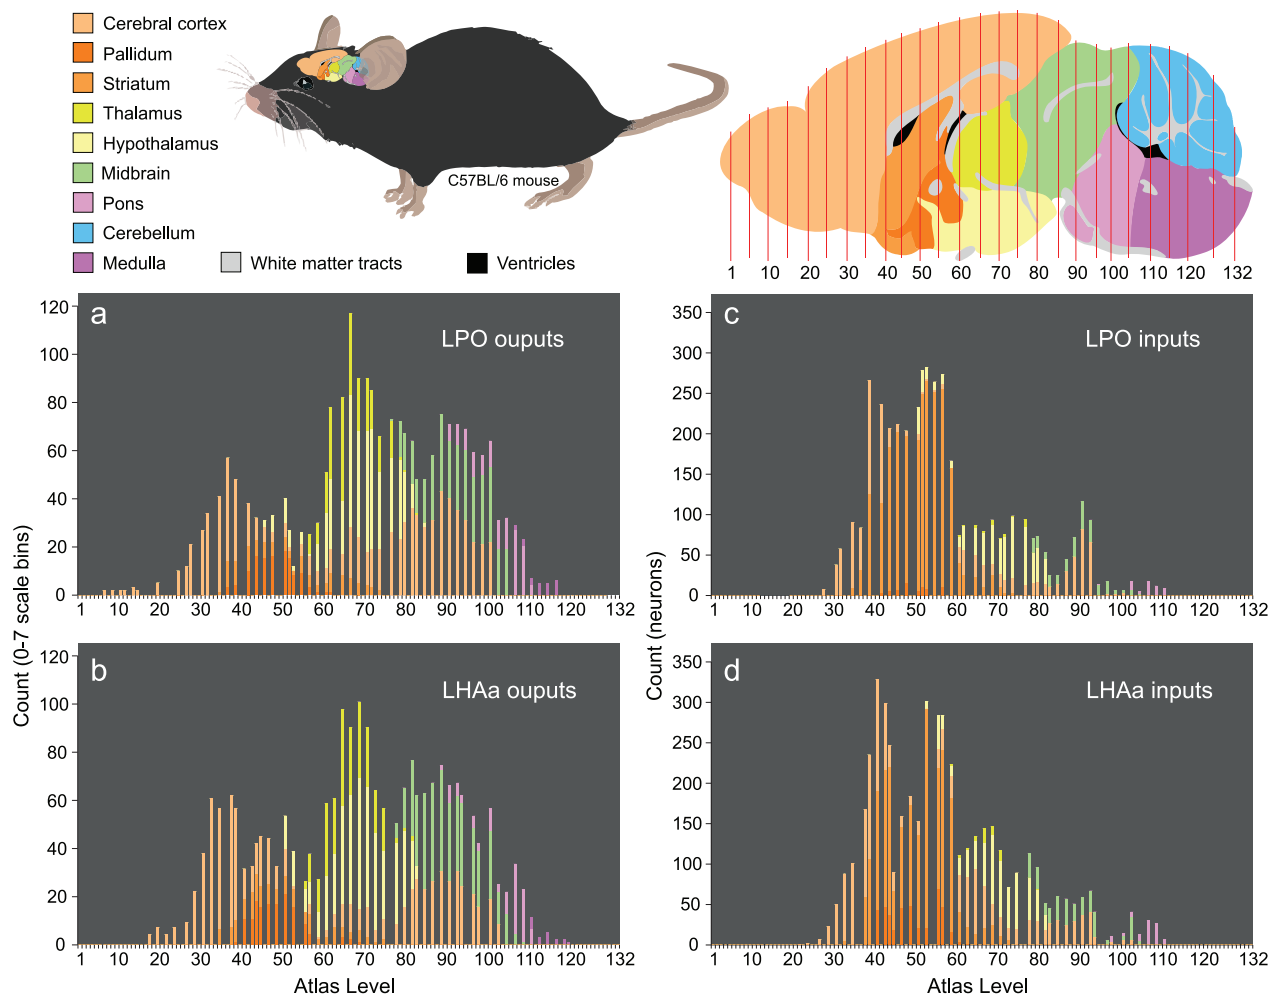 Cerebral cortex
Pallidum
Striatum
Thalamus
Hypothalamus
Midbrain
Pons
Cerebellum
Medulla
White matter tracts
Ventricles
C57BL/6 mouse
1 10 20 30 40 50 60 70 80 90 100 110 120 132
a
LPO ouputs
120
100
80
60
40
20
0
1 10 20 30 40 50 60 70 80 90 100 110 120 132
c
LPO inputs
350
300
250
200
150
100
50
0
1 10 20 30 40 50 60 70 80 90 100 110 120 132
Count (0-7 scale bins)
Count (neurons)
b
LHAa ouputs
120
100
80
60
40
20
0
1 10 20 30 40 50 60 70 80 90 100 110 120 132
Atlas Level
d
LHAa inputs
350
300
250
200
150
100
50
0
1 10 20 30 40 50 60 70 80 90 100 110 120 132
Atlas Level